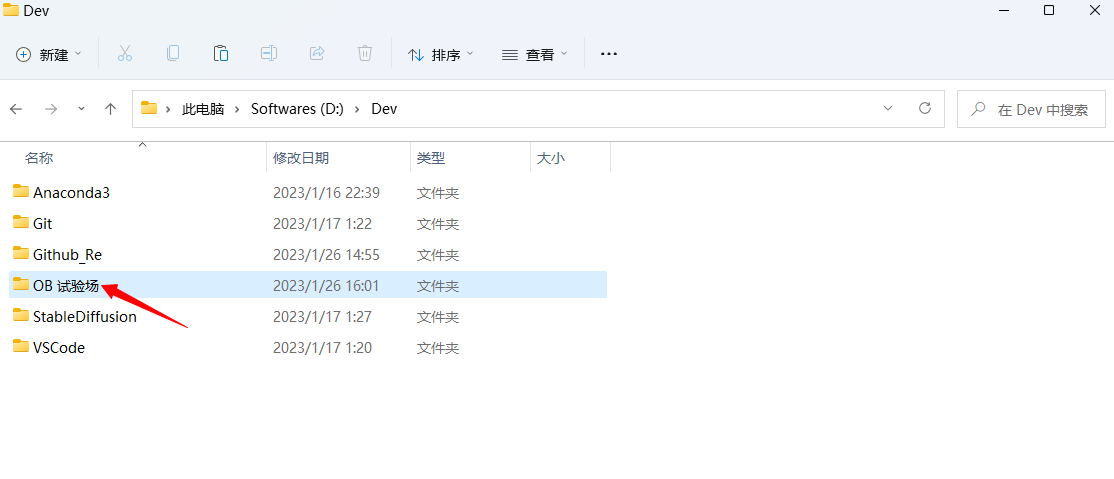 Dev
新建 排序 查看
此电脑 Softwares (D:) Dev 在 Dev 中搜索
名称 修改日期 类型 大小
Anaconda3 2023/1/16 22:39 文件夹
Git 2023/1/17 1:22 文件夹
Github_Re 2023/1/26 14:55 文件夹
OB 试验场 2023/1/26 16:01 文件夹
StableDiffusion 2023/1/17 1:27 文件夹
VSCode 2023/1/17 1:20 文件夹